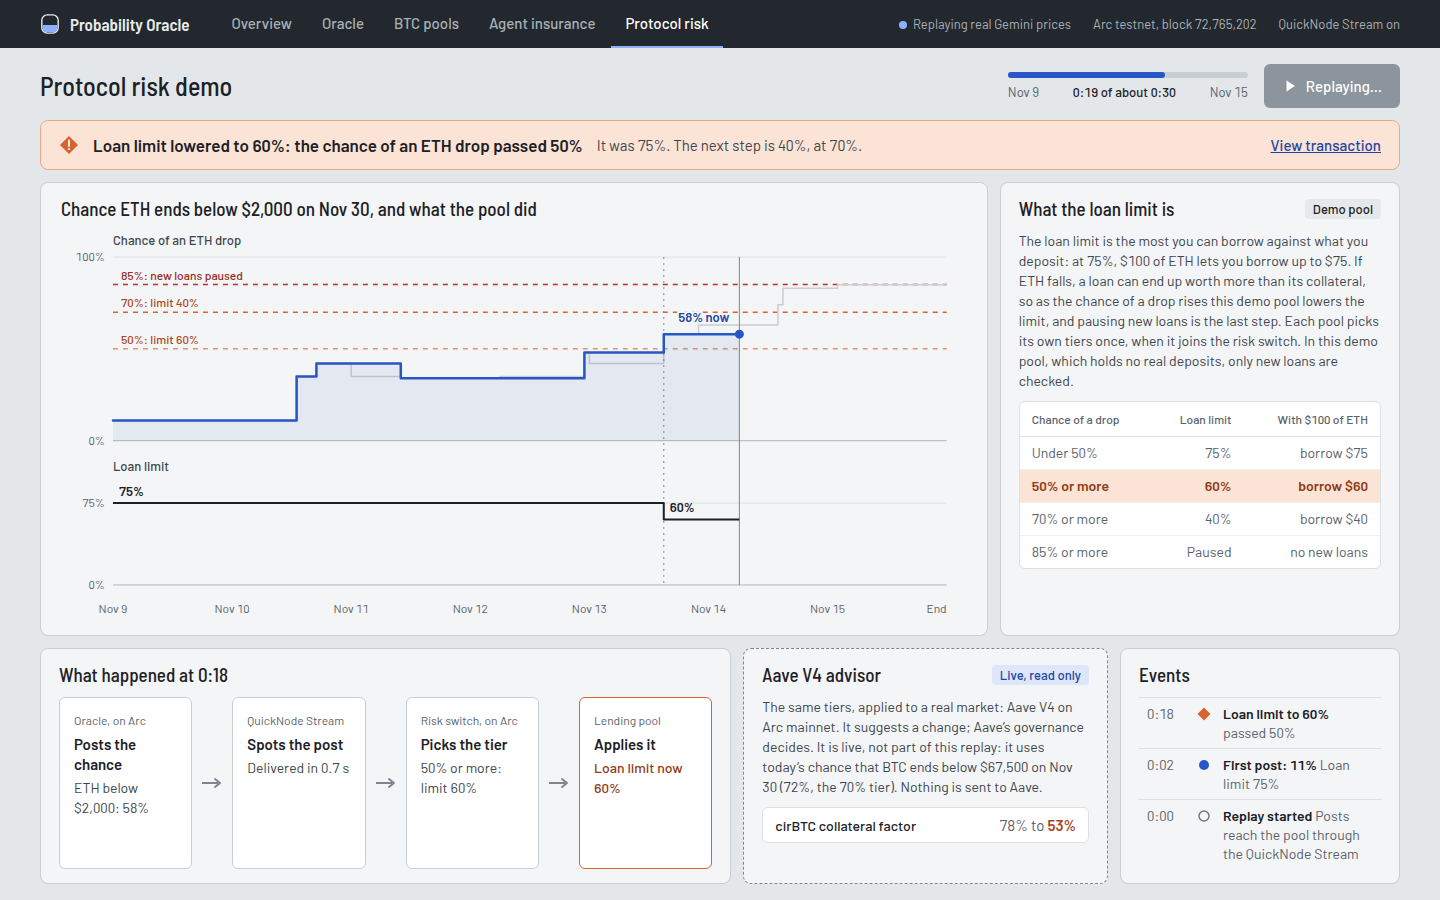 Probability Oracle
Overview
Oracle
BTC pools
Agent insurance
Protocol risk
Replaying real Gemini prices
Arc testnet, block 72,765,202
QuickNode Stream on
Protocol risk demo
Nov 9
0:19 of about 0:30
Nov 15
Replaying...
Loan limit lowered to 60%: the chance of an ETH drop passed 50%
It was 75%. The next step is 40%, at 70%.
View transaction
Chance ETH ends below $2,000 on Nov 30, and what the pool did
Chance of an ETH drop
100%
85%: new loans paused
70%: limit 40%
58% now
50%: limit 60%
0%
Loan limit
75%
75%
60%
0%
Nov 9
Nov 10
Nov 11
Nov 12
Nov 13
Nov 14
Nov 15
End
What the loan limit is
Demo pool
The loan limit is the most you can borrow against what you
deposit: at 75%, $100 of ETH lets you borrow up to $75. If
ETH falls, a loan can end up worth more than its collateral,
so as the chance of a drop rises this demo pool lowers the
limit, and pausing new loans is the last step. Each pool picks
its own tiers once, when it joins the risk switch. In this demo
pool, which holds no real deposits, only new loans are
checked.
Chance of a drop
Loan limit
With $100 of ETH
Under 50%
75%
borrow $75
50% or more
60%
borrow $60
70% or more
40%
borrow $40
85% or more
Paused
no new loans
What happened at 0:18
Oracle, on Arc
Posts the
chance
ETH below
$2,000: 58%
QuickNode Stream
Spots the post
Delivered in 0.7 s
Risk switch, on Arc
Picks the tier
50% or more:
limit 60%
Lending pool
Applies it
Loan limit now
60%
Aave V4 advisor
Live, read only
The same tiers, applied to a real market: Aave V4 on
Arc mainnet. It suggests a change; Aave's governance
decides. It is live, not part of this replay: it uses
today's chance that BTC ends below $67,500 on Nov
30 (72%, the 70% tier). Nothing is sent to Aave.
cirBTC collateral factor
78% to 53%
Events
0:18
Loan limit to 60%
passed 50%
0:02
First post: 11% Loan
limit 75%
0:00
Replay started Posts
reach the pool through
the QuickNode Stream